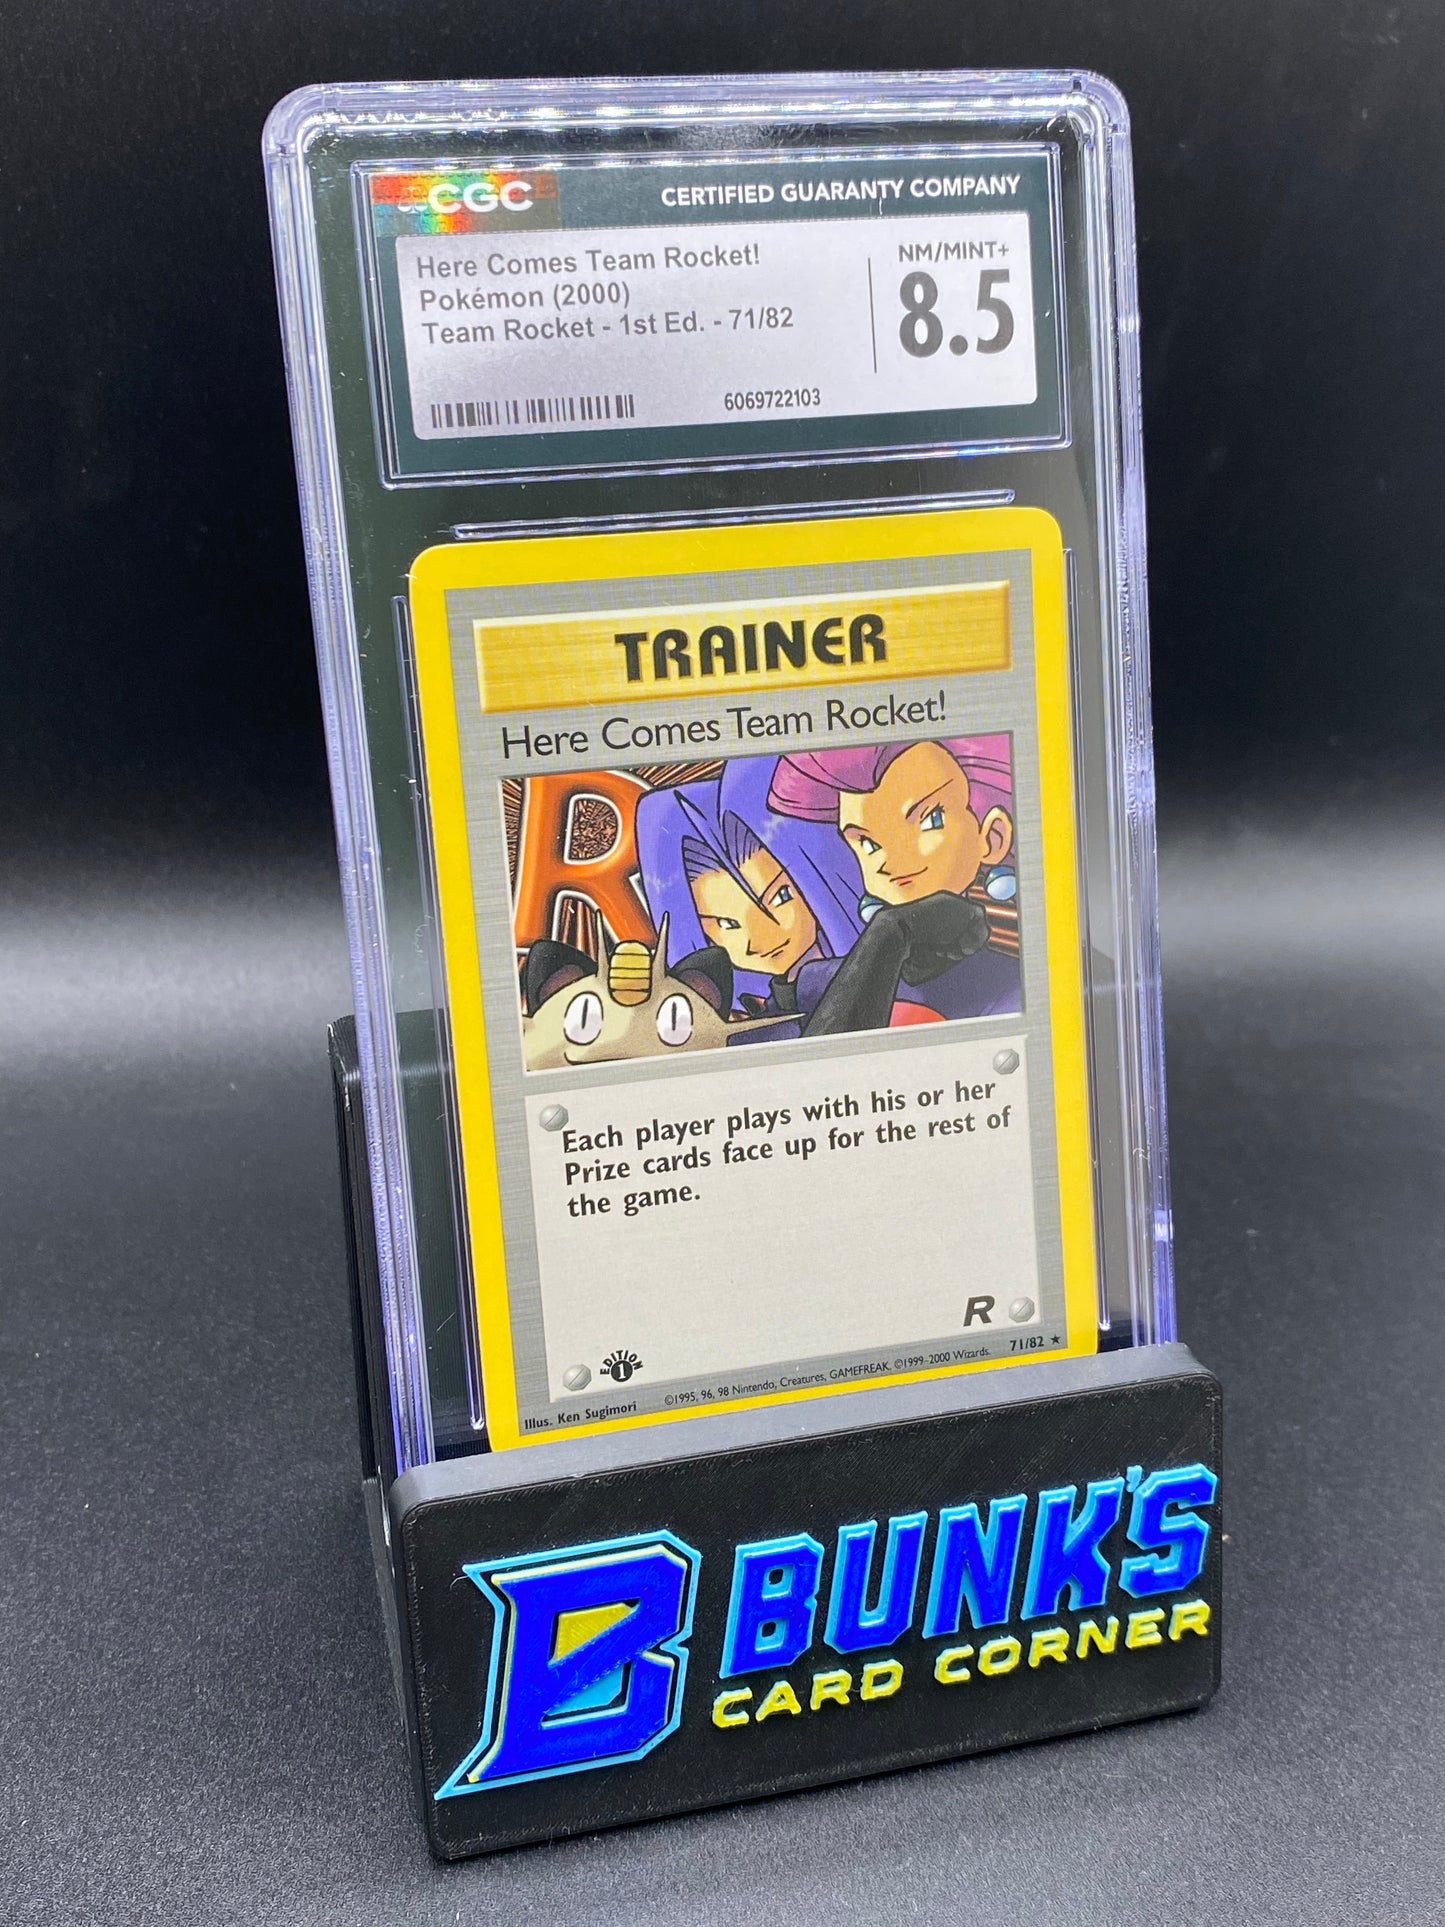 CGC
CERTIFIED GUARANTY COMPANY
Here Comes Team Rocket!
Pokémon (2000)
Team Rocket - 1st Ed. - 71/82
NM/MINT+
8.5
6069722103
TRAINER
Here Comes Team Rocket!
R
Each player plays with his or her
Prize cards face up for the rest of
the game.
R
EDITION
1
71/82 ★
Illus. Ken Sugimori
©1995, 96, 98 Nintendo, Creatures, GAMEFREAK. ©1999-2000 Wizards.
B
BUNK'S
CARD CORNER